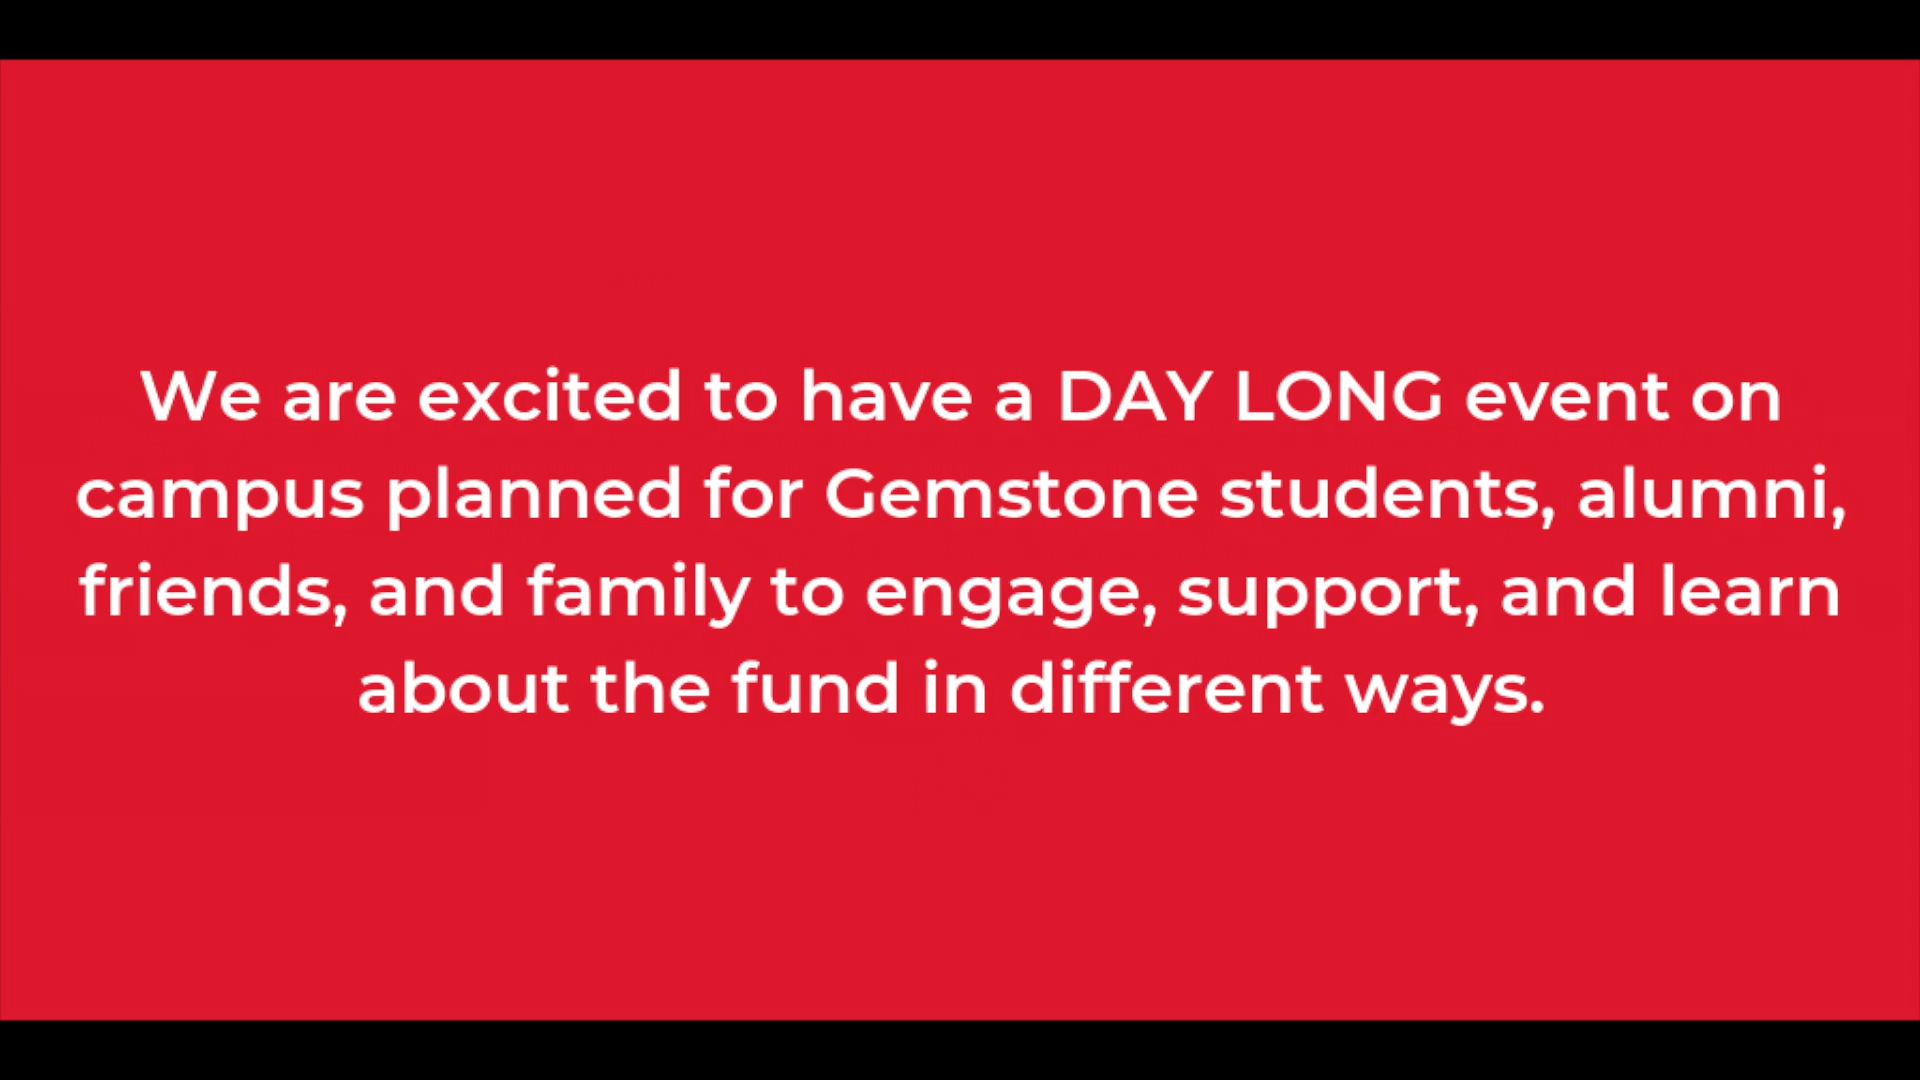 We are excited to have a DAY LONG event on
campus planned for Gemstone students, alumni,
friends, and family to engage, support, and learn
about the fund in different ways.